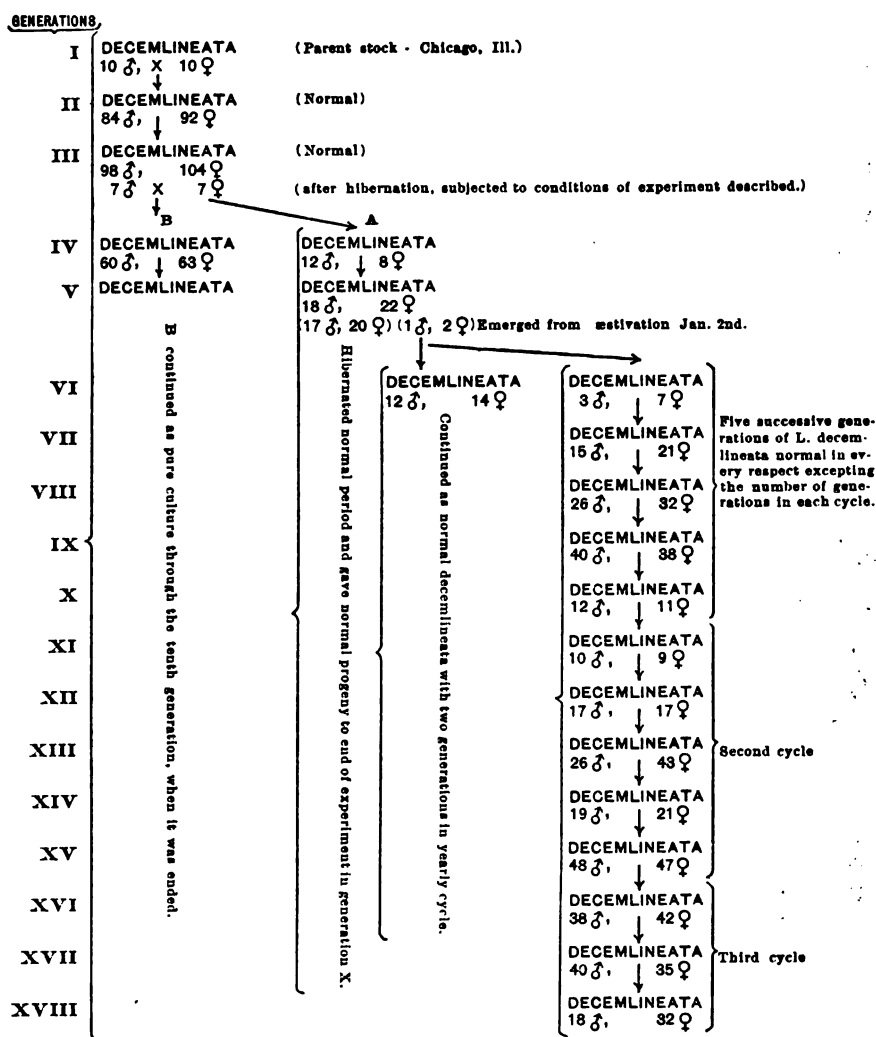 GENERATIONS
I DECEMLINEATA (Parent stock - Chicago, Ill.)
10 ♂, X 10 ♀
II DECEMLINEATA (Normal)
84 ♂, 92 ♀
III DECEMLINEATA (Normal)
98 ♂, 104 ♀
7 ♂ X 7 ♀ (after hibernation, subjected to conditions of experiment described.)
B A
IV DECEMLINEATA DECEMLINEATA
60 ♂, 63 ♀ 12 ♂, 8 ♀
V DECEMLINEATA DECEMLINEATA
18 ♂, 22 ♀
(17 ♂, 20 ♀) (1 ♂, 2 ♀) Emerged from æstivation Jan. 2nd.
B continued as pure culture through the tenth generation, when it was ended.
Hibernated normal period and gave normal progeny to end of experiment in generation X.
VI DECEMLINEATA DECEMLINEATA
12 ♂, 14 ♀ 3 ♂, 7 ♀
Continued as normal decemlineata with two generations in yearly cycle.
Five successive gene-
rations of L. decem-
lineata normal in ev-
ery respect excepting
the number of gene-
rations in each cycle.
VII DECEMLINEATA
15 ♂, 21 ♀
VIII DECEMLINEATA
26 ♂, 32 ♀
IX DECEMLINEATA
40 ♂, 38 ♀
X DECEMLINEATA
12 ♂, 11 ♀
XI DECEMLINEATA
10 ♂, 9 ♀
XII DECEMLINEATA
17 ♂, 17 ♀
XIII DECEMLINEATA
26 ♂, 43 ♀
Second cycle
XIV DECEMLINEATA
19 ♂, 21 ♀
XV DECEMLINEATA
48 ♂, 47 ♀
XVI DECEMLINEATA
38 ♂, 42 ♀
XVII DECEMLINEATA
40 ♂, 35 ♀
Third cycle
XVIII DECEMLINEATA
18 ♂, 32 ♀